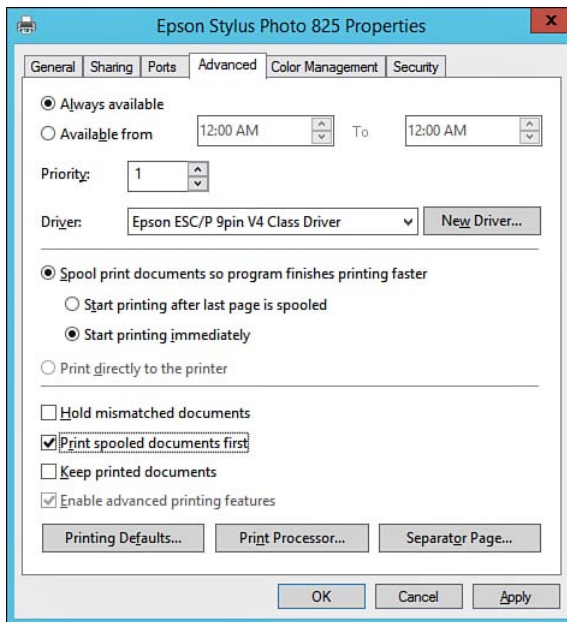 Epson Stylus Photo 825 Properties
x
General Sharing Ports Advanced Color Management Security
Always available
Available from 12:00 AM To 12:00 AM
Priority: 1
Driver: Epson ESC/P 9pin V4 Class Driver New Driver...
Spool print documents so program finishes printing faster
Start printing after last page is spooled
Start printing immediately
Print directly to the printer
Hold mismatched documents
Print spooled documents first
Keep printed documents
Enable advanced printing features
Printing Defaults... Print Processor... Separator Page...
OK Cancel Apply